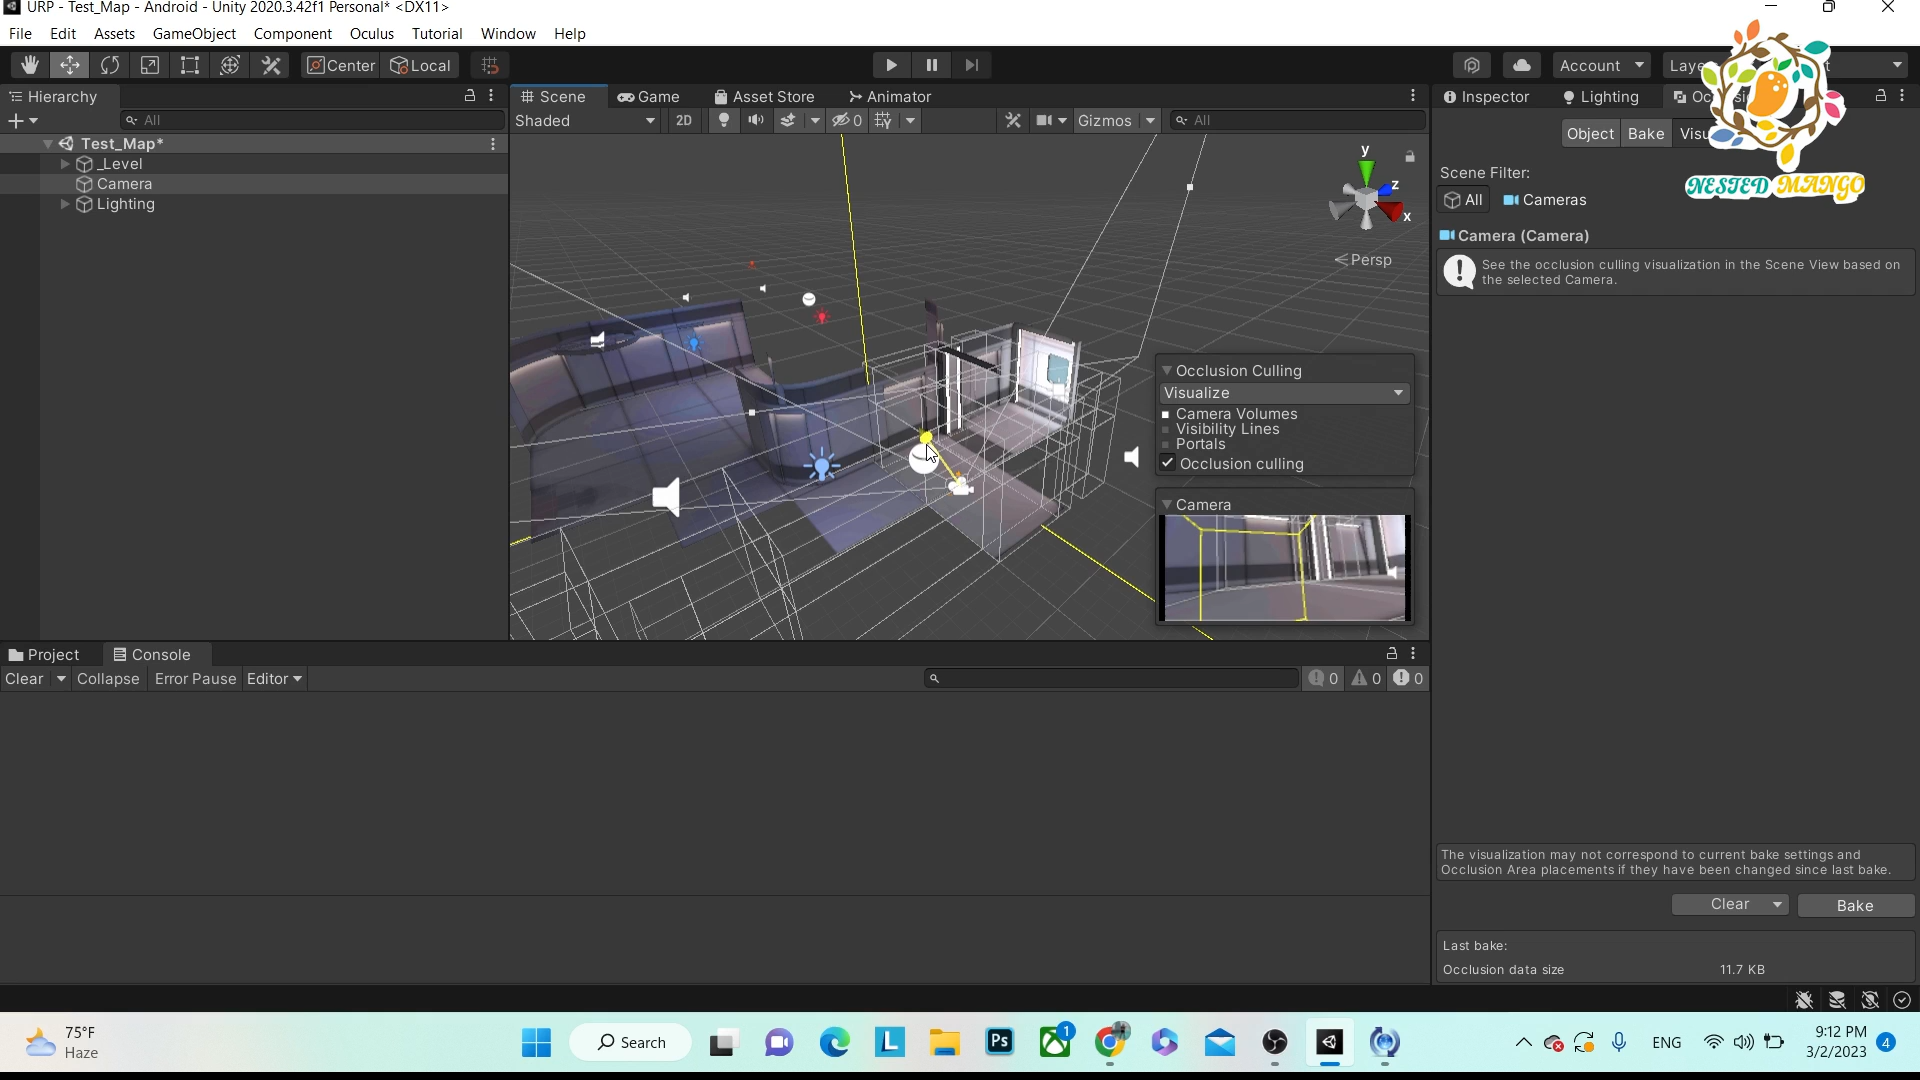 URP - Test_Map - Android - Unity 2020.3.42f1 Personal* <DX11>
File Edit Assets GameObject Component Oculus Tutorial Window Help
Center Local
Account
Hierarchy
All
Test_Map*
_Level
Camera
Lighting
Scene Game Asset Store Animator
Shaded 2D 0 Gizmos All
y
z
x
Persp
Occlusion Culling
Visualize
Camera Volumes
Visibility Lines
Portals
Occlusion culling
Camera
Inspector Lighting
Object Bake
NESTED MANGO
Scene Filter:
All Cameras
Camera (Camera)
See the occlusion culling visualization in the Scene View based on
the selected Camera.
The visualization may not correspond to current bake settings and
Occlusion Area placements if they have been changed since last bake.
Clear Bake
Last bake:
Occlusion data size 11.7 KB
Project Console
Clear Collapse Error Pause Editor
0 0 0
75°F
Haze
Search
Ps
L
1
ENG
9:12 PM
3/2/2023
4